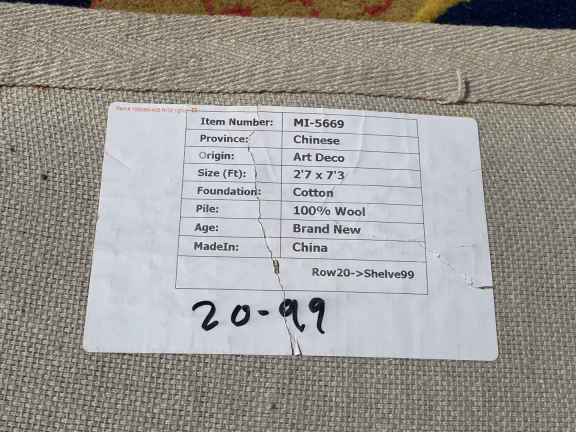 Item Number: MI-5669
Province: Chinese
Origin: Art Deco
Size (Ft): 2'7 x 7'3
Foundation: Cotton
Pile: 100% Wool
Age: Brand New
MadeIn: China
Row20->Shelve99
20-99